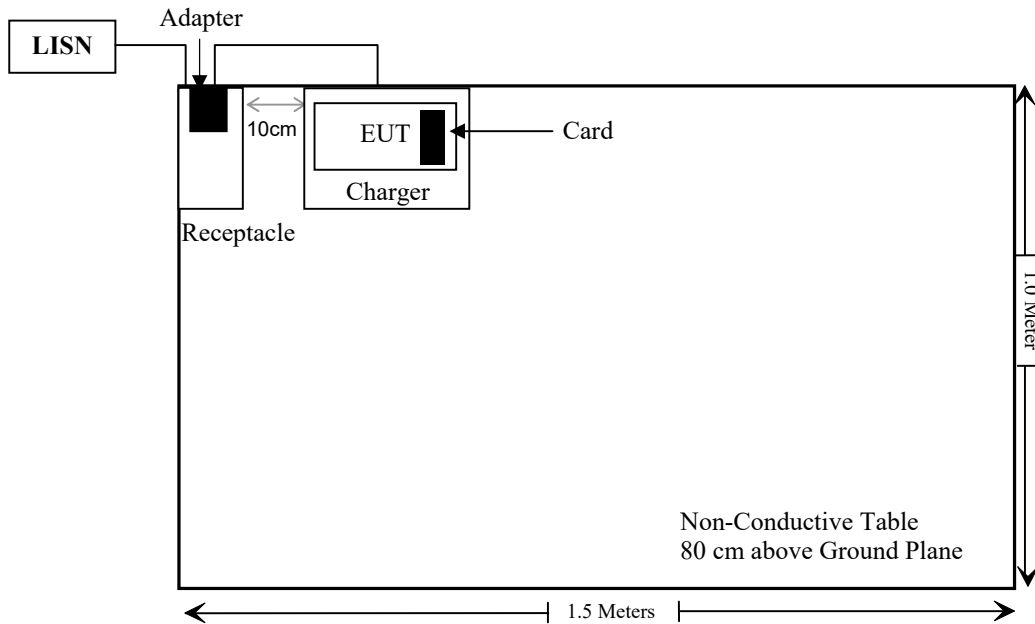 Adapter
LISN
10cm
EUT
Card
Charger
Receptacle
1.0 Meter
Non-Conductive Table
80 cm above Ground Plane
1.5 Meters